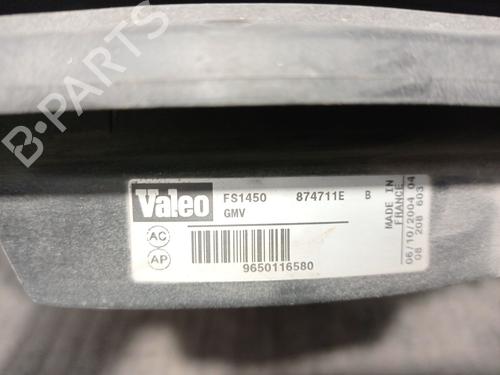 B-PARTS
Valeo FS1450 874711E B
GMV
AC
AP
9650116580
MADE IN
FRANCE
06/10/2004 04
08 208 603